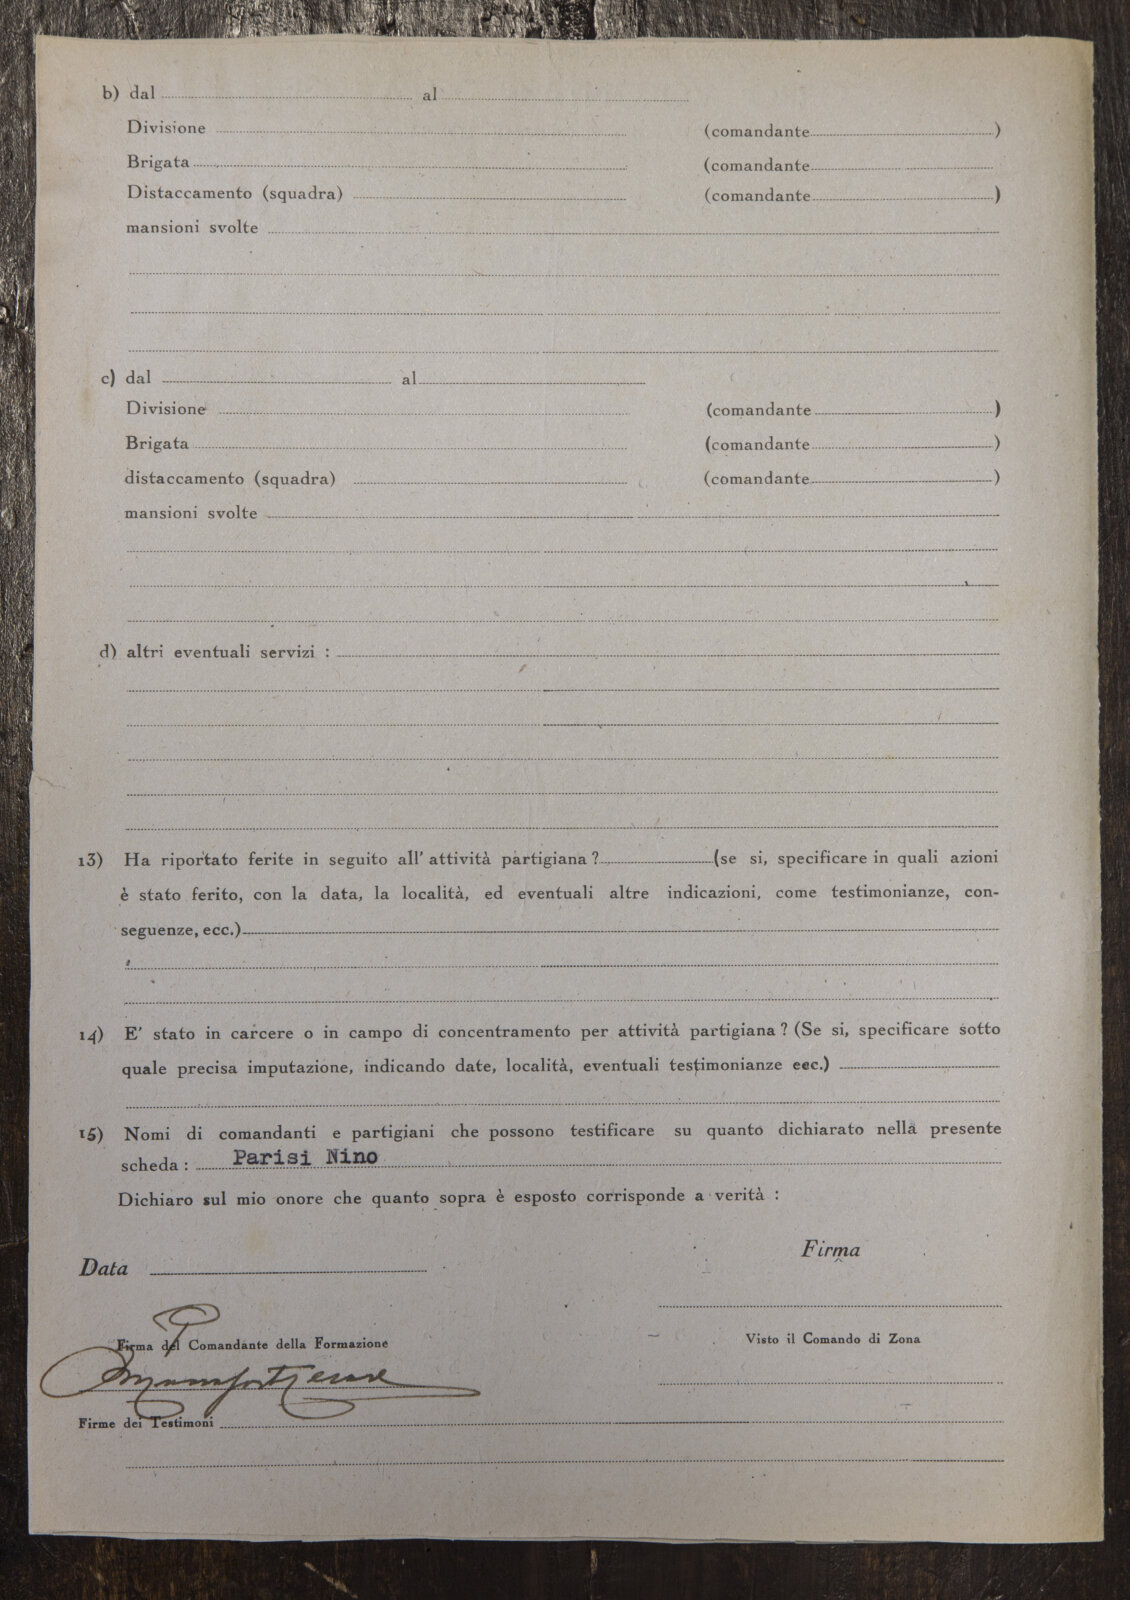 b) dal al
Divisione (comandante )
Brigata (comandante
Distaccamento (squadra) (comandante )
mansioni svolte
c) dal al
Divisione (comandante )
Brigata (comandante )
distaccamento (squadra) (comandante )
mansioni svolte
d) altri eventuali servizi :
13) Ha riportato ferite in seguito all' attività partigiana ? (se si, specificare in quali azioni
è stato ferito, con la data, la località, ed eventuali altre indicazioni, come testimonianze, con-
seguenze, ecc.)
14) E' stato in carcere o in campo di concentramento per attività partigiana ? (Se si, specificare sotto
quale precisa imputazione, indicando date, località, eventuali testimonianze eec.)
15) Nomi di comandanti e partigiani che possono testificare su quanto dichiarato nella presente
scheda : Parisi Nino
Dichiaro sul mio onore che quanto sopra è esposto corrisponde a verità :
Firma
Data
Firma del Comandante della Formazione Visto il Comando di Zona
Firme dei Testimoni